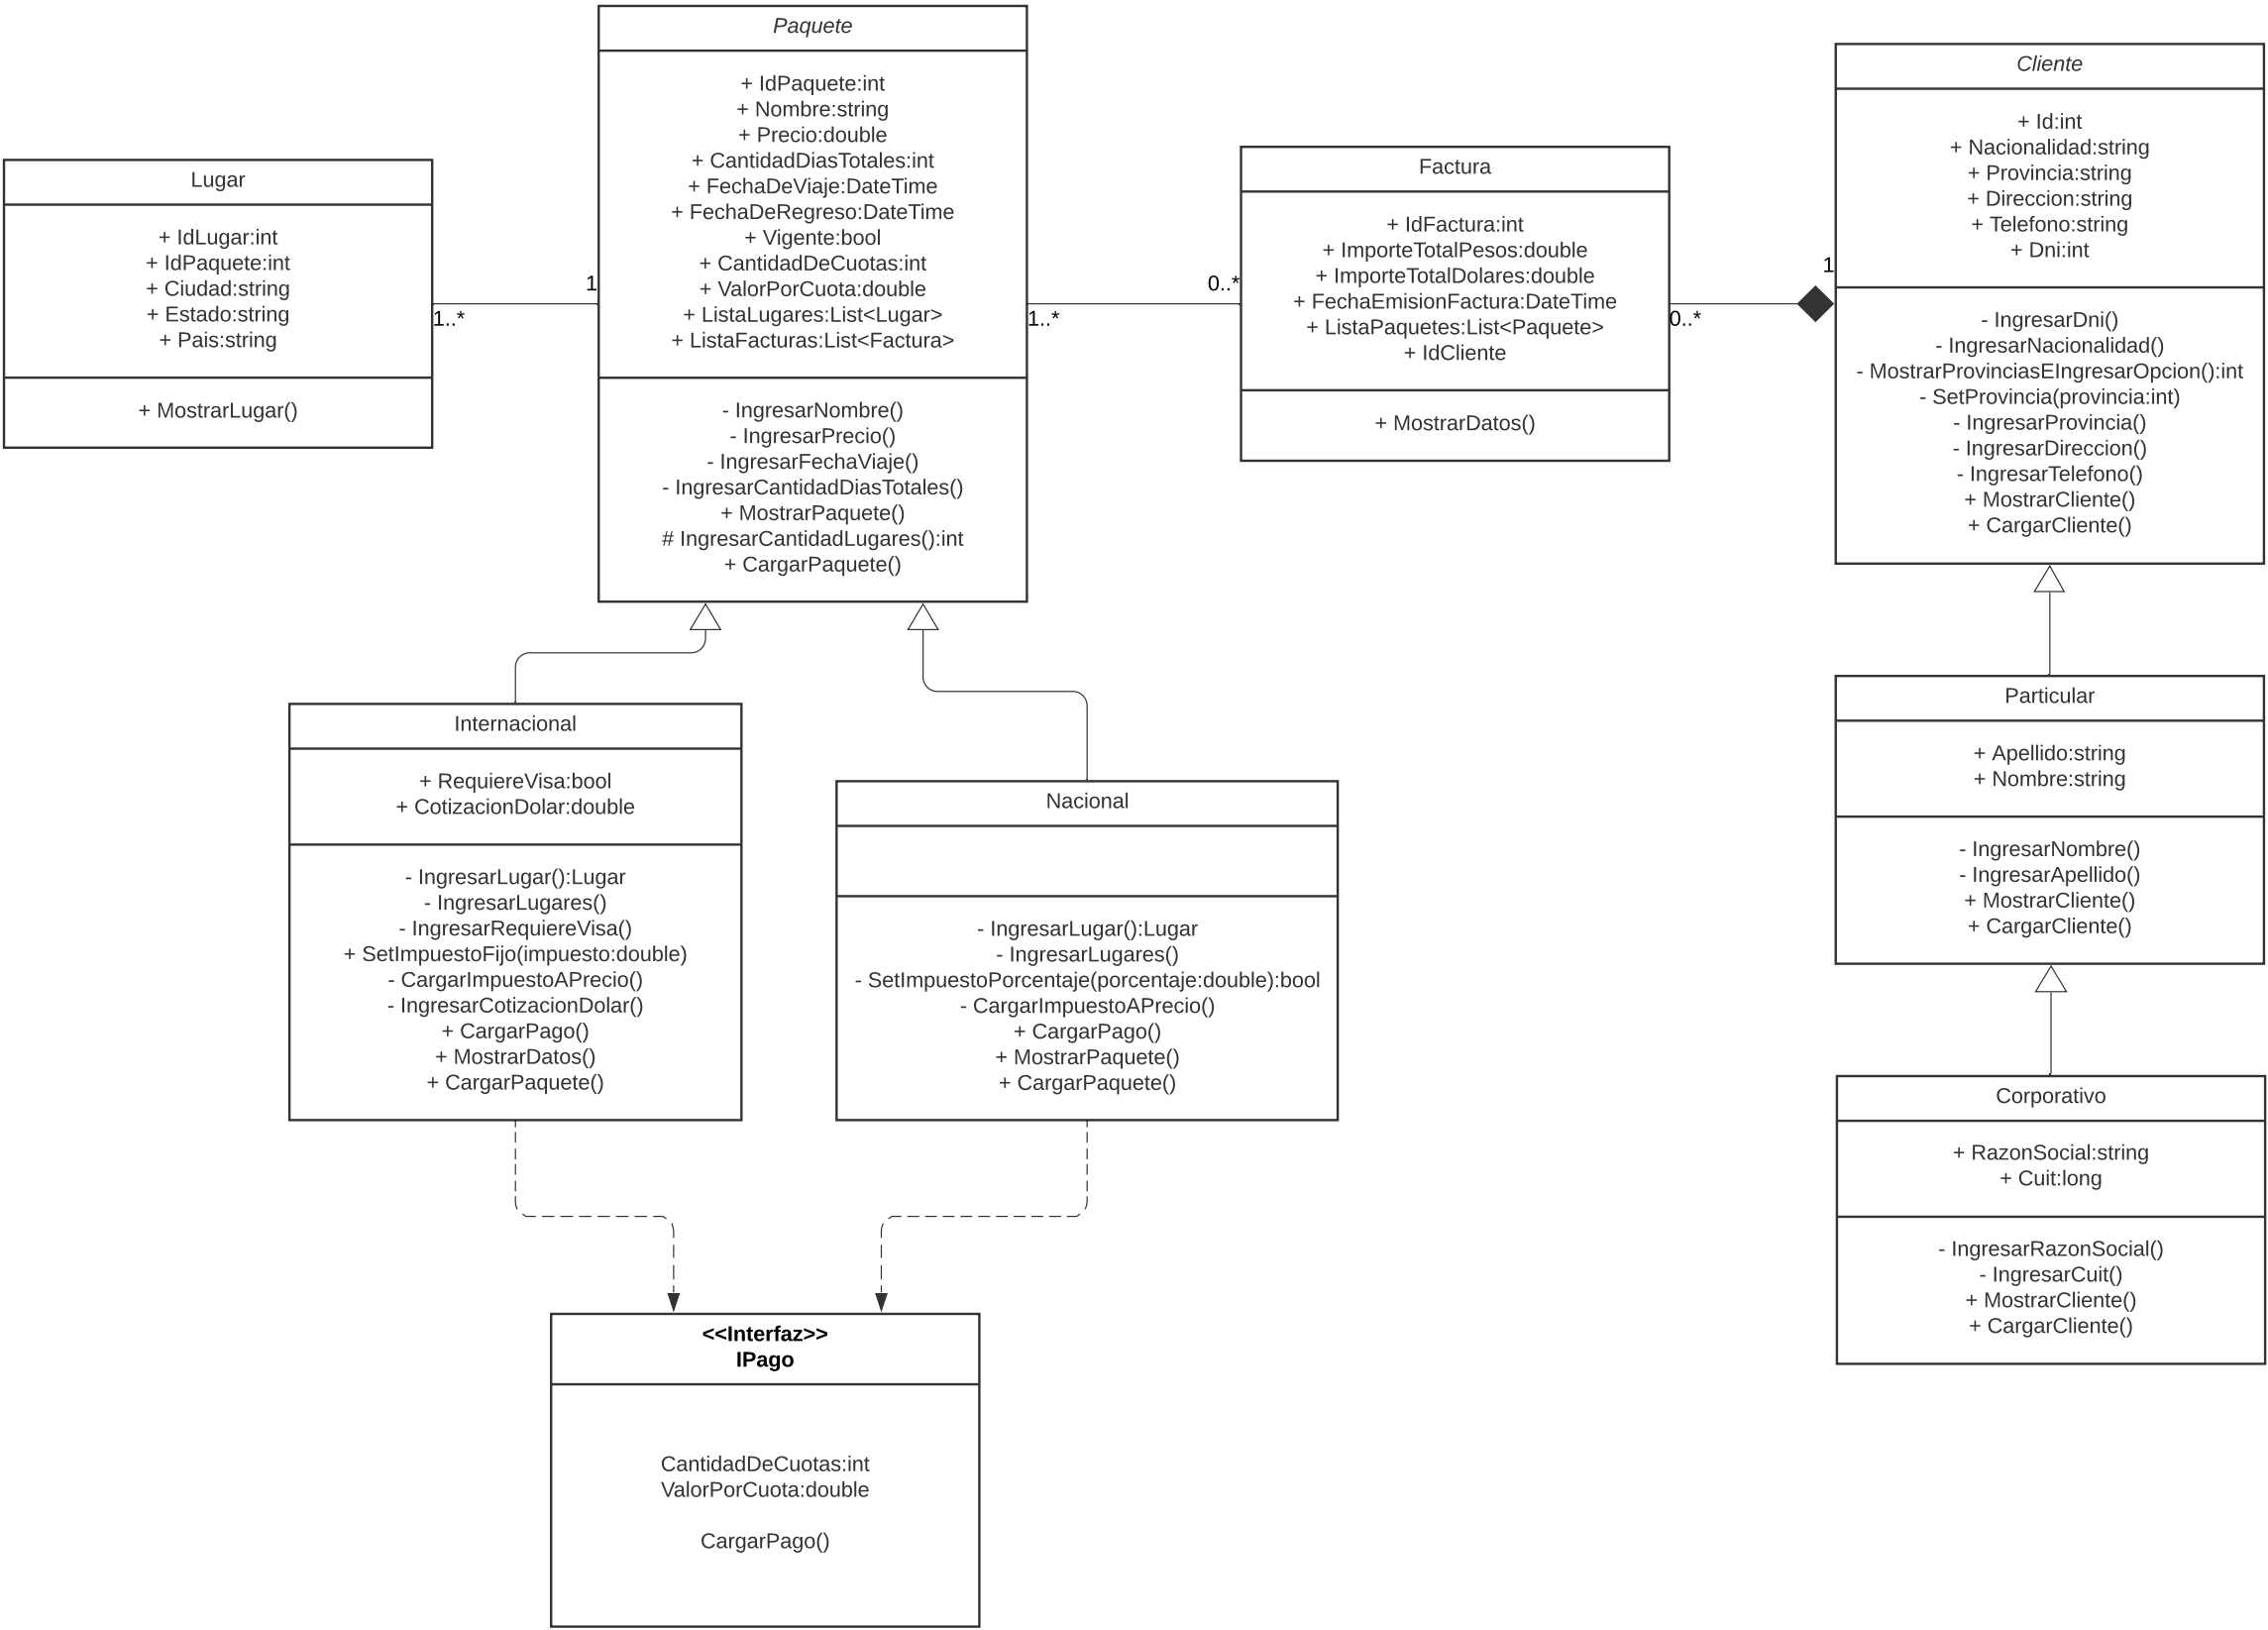 Paquete
+ IdPaquete:int
+ Nombre:string
+ Precio:double
+ CantidadDiasTotales:int
+ FechaDeViaje:DateTime
+ FechaDeRegreso:DateTime
+ Vigente:bool
+ CantidadDeCuotas:int
+ ValorPorCuota:double
+ ListaLugares:List<Lugar>
+ ListaFacturas:List<Factura>
- IngresarNombre()
- IngresarPrecio()
- IngresarFechaViaje()
- IngresarCantidadDiasTotales()
+ MostrarPaquete()
# IngresarCantidadLugares():int
+ CargarPaquete()
Lugar
+ IdLugar:int
+ IdPaquete:int
+ Ciudad:string
+ Estado:string
+ Pais:string
+ MostrarLugar()
1
1..*
Factura
+ IdFactura:int
+ ImporteTotalPesos:double
+ ImporteTotalDolares:double
+ FechaEmisionFactura:DateTime
+ ListaPaquetes:List<Paquete>
+ IdCliente
+ MostrarDatos()
0..*
1..*
Cliente
+ Id:int
+ Nacionalidad:string
+ Provincia:string
+ Direccion:string
+ Telefono:string
+ Dni:int
- IngresarDni()
- IngresarNacionalidad()
- MostrarProvinciasEIngresarOpcion():int
- SetProvincia(provincia:int)
- IngresarProvincia()
- IngresarDireccion()
- IngresarTelefono()
+ MostrarCliente()
+ CargarCliente()
1
0..*
Internacional
+ RequiereVisa:bool
+ CotizacionDolar:double
- IngresarLugar():Lugar
- IngresarLugares()
- IngresarRequiereVisa()
+ SetImpuestoFijo(impuesto:double)
- CargarImpuestoAPrecio()
- IngresarCotizacionDolar()
+ CargarPago()
+ MostrarDatos()
+ CargarPaquete()
Nacional
- IngresarLugar():Lugar
- IngresarLugares()
- SetImpuestoPorcentaje(porcentaje:double):bool
- CargarImpuestoAPrecio()
+ CargarPago()
+ MostrarPaquete()
+ CargarPaquete()
Particular
+ Apellido:string
+ Nombre:string
- IngresarNombre()
- IngresarApellido()
+ MostrarCliente()
+ CargarCliente()
Corporativo
+ RazonSocial:string
+ Cuit:long
- IngresarRazonSocial()
- IngresarCuit()
+ MostrarCliente()
+ CargarCliente()
<<Interfaz>>
IPago
CantidadDeCuotas:int
ValorPorCuota:double
CargarPago()